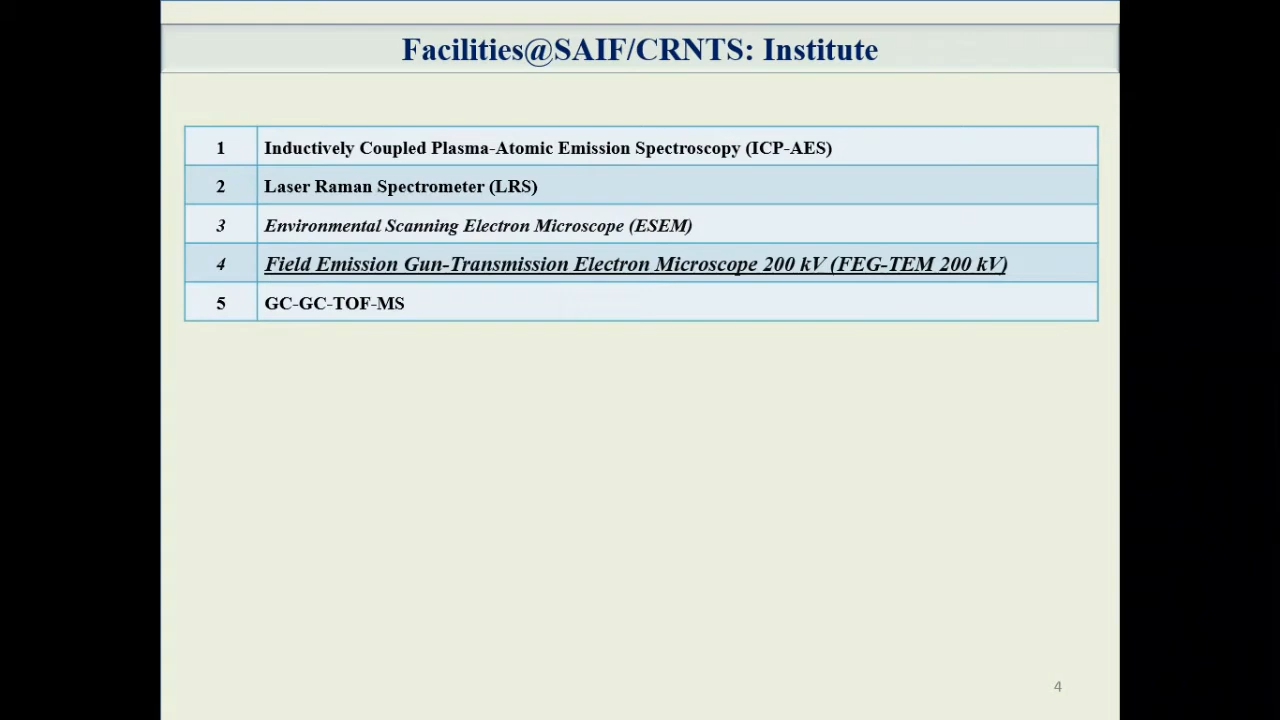 Facilities@SAIF/CRNTS: Institute
1 Inductively Coupled Plasma-Atomic Emission Spectroscopy (ICP-AES)
2 Laser Raman Spectrometer (LRS)
3 Environmental Scanning Electron Microscope (ESEM)
4 Field Emission Gun-Transmission Electron Microscope 200 kV (FEG-TEM 200 kV)
5 GC-GC-TOF-MS
4